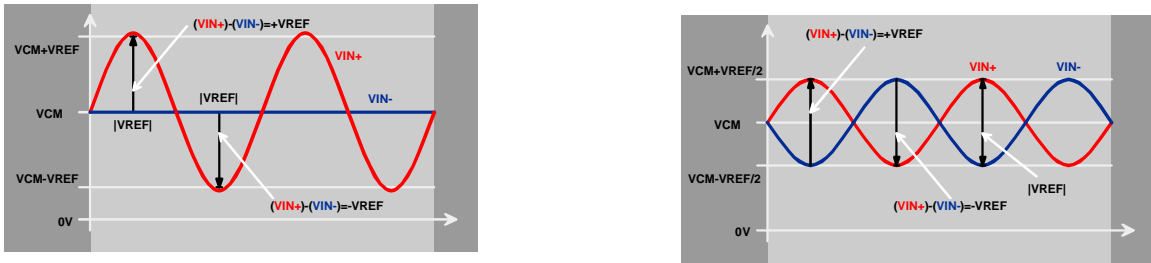 (VIN+)-(VIN-)=+VREF
VCM+VREF
VIN+
|VREF|
VIN-
VCM
|VREF|
VCM-VREF
(VIN+)-(VIN-)=-VREF
0V
(VIN+)-(VIN-)=+VREF
VCM+VREF/2
VIN+
VIN-
VCM
VCM-VREF/2
|VREF|
(VIN+)-(VIN-)=-VREF
0V